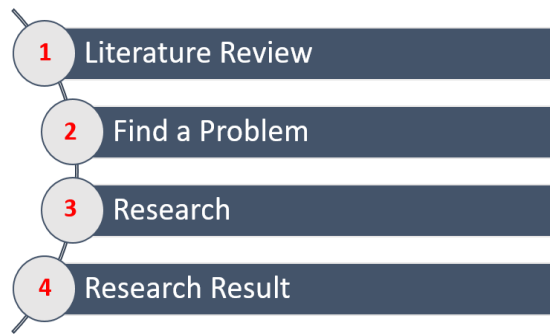 1 Literature Review
2 Find a Problem
3 Research
4 Research Result